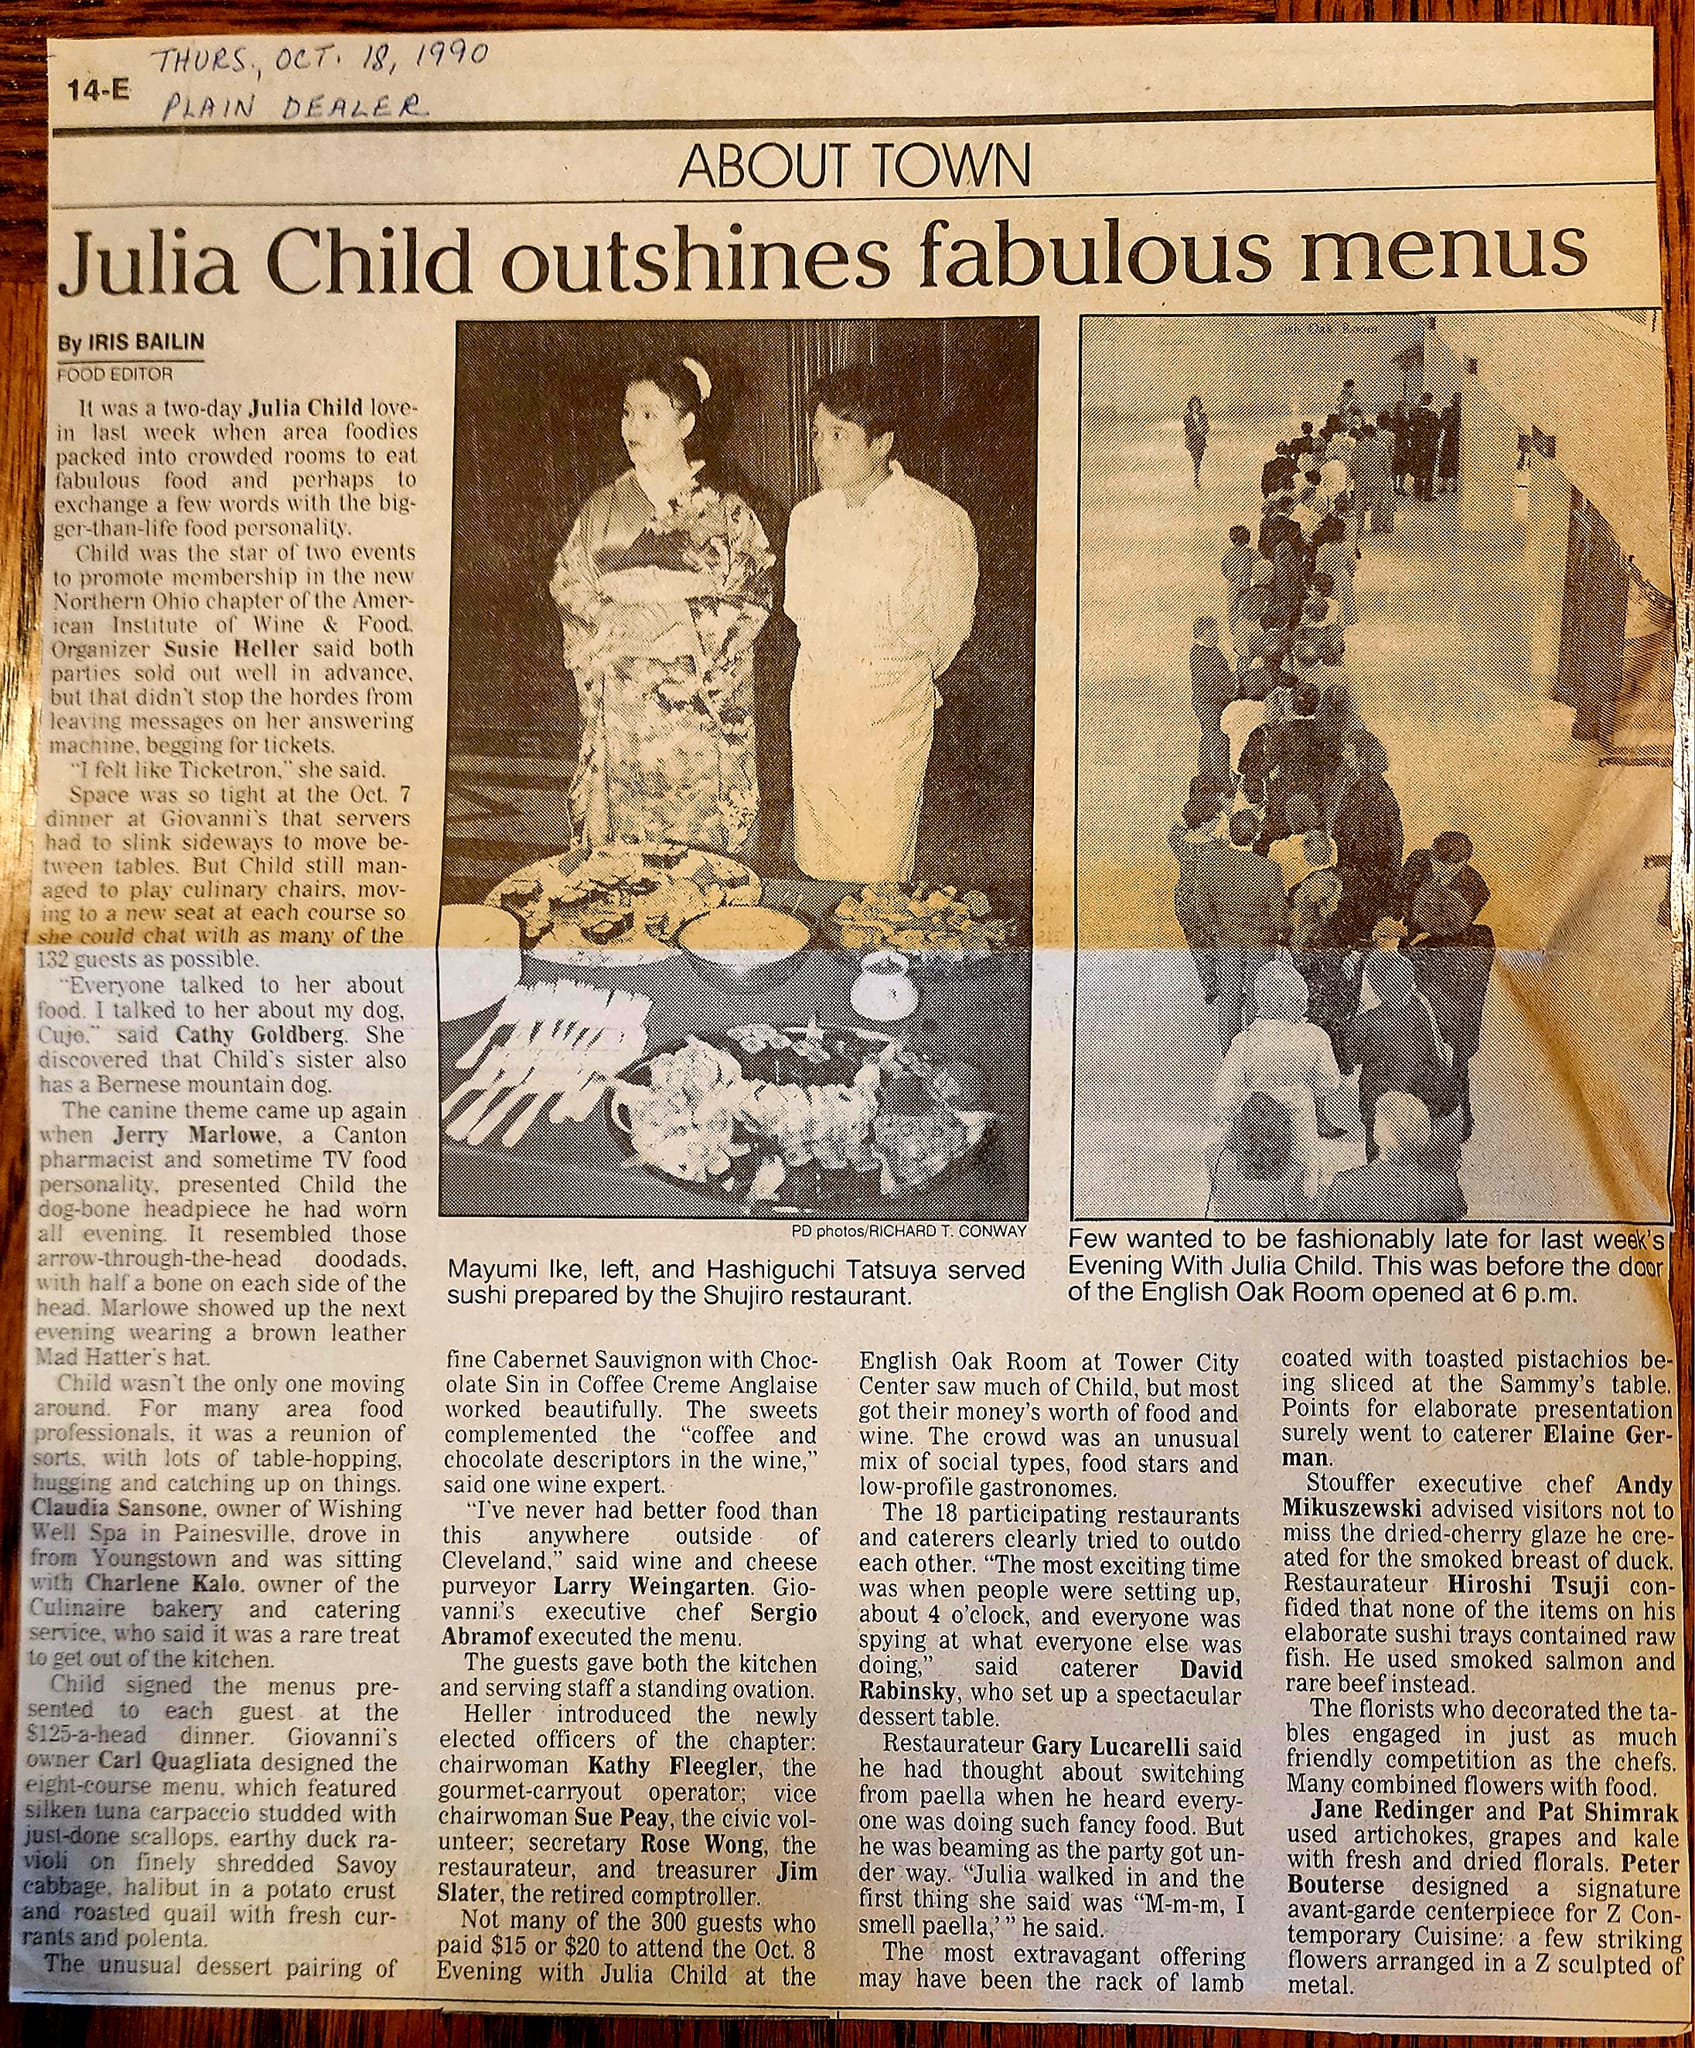 THURS., OCT. 18, 1990
14-E
PLAIN DEALER
ABOUT TOWN
Julia Child outshines fabulous menus
By IRIS BAILIN
FOOD EDITOR
It was a two-day Julia Child love-
in last week when area foodies
packed into crowded rooms to eat
fabulous food and perhaps to
exchange a few words with the big-
ger-than-life food personality.
Child was the star of two events
to promote membership in the new
Northern Ohio chapter of the Amer-
ican Institute of Wine & Food.
Organizer Susie Heller said both
parties sold out well in advance,
but that didn't stop the hordes from
leaving messages on her answering
machine, begging for tickets.
"I felt like Ticketron," she said.
Space was so tight at the Oct. 7
dinner at Giovanni's that servers
had to slink sideways to move be-
tween tables. But Child still man-
aged to play culinary chairs, mov-
ing to a new seat at each course so
she could chat with as many of the
132 guests as possible.
"Everyone talked to her about
food. I talked to her about my dog,
Cujo," said Cathy Goldberg. She
discovered that Child's sister also
has a Bernese mountain dog.
The canine theme came up again
when Jerry Marlowe, a Canton
pharmacist and sometime TV food
personality, presented Child the
dog-bone headpiece he had worn
all evening. It resembled those
arrow-through-the-head doodads,
with half a bone on each side of the
head. Marlowe showed up the next
evening wearing a brown leather
Mad Hatter's hat.
Child wasn't the only one moving
around. For many area food
professionals, it was a reunion of
sorts, with lots of table-hopping,
hugging and catching up on things.
Claudia Sansone, owner of Wishing
Well Spa in Painesville, drove in
from Youngstown and was sitting
with Charlene Kalo, owner of the
Culinaire bakery and catering
service, who said it was a rare treat
to get out of the kitchen.
Child signed the menus pre-
sented to each guest at the
$125-a-head dinner. Giovanni's
owner Carl Quagliata designed the
eight-course menu, which featured
silken tuna carpaccio studded with
just-done scallops, earthy duck ra-
violi on finely shredded Savoy
cabbage, halibut in a potato crust
and roasted quail with fresh cur-
rants and polenta.
The unusual dessert pairing of
PD photos/RICHARD T. CONWAY
Mayumi Ike, left, and Hashiguchi Tatsuya served
sushi prepared by the Shujiro restaurant.
fine Cabernet Sauvignon with Choc-
olate Sin in Coffee Creme Anglaise
worked beautifully. The sweets
complemented the "coffee and
chocolate descriptors in the wine,"
said one wine expert.
"I've never had better food than
this anywhere outside of
Cleveland," said wine and cheese
purveyor Larry Weingarten. Gio-
vanni's executive chef Sergio
Abramof executed the menu.
The guests gave both the kitchen
and serving staff a standing ovation.
Heller introduced the newly
elected officers of the chapter:
chairwoman Kathy Fleegler, the
gourmet-carryout operator; vice
chairwoman Sue Peay, the civic vol-
unteer; secretary Rose Wong, the
restaurateur, and treasurer Jim
Slater, the retired comptroller.
Not many of the 300 guests who
paid $15 or $20 to attend the Oct. 8
Evening with Julia Child at the
Oak Room
Few wanted to be fashionably late for last week's
Evening With Julia Child. This was before the door
of the English Oak Room opened at 6 p.m.
English Oak Room at Tower City
Center saw much of Child, but most
got their money's worth of food and
wine. The crowd was an unusual
mix of social types, food stars and
low-profile gastronomes.
The 18 participating restaurants
and caterers clearly tried to outdo
each other. "The most exciting time
was when people were setting up,
about 4 o'clock, and everyone was
spying at what everyone else was
doing," said caterer David
Rabinsky, who set up a spectacular
dessert table.
Restaurateur Gary Lucarelli said
he had thought about switching
from paella when he heard every-
one was doing such fancy food. But
he was beaming as the party got un-
der way. "Julia walked in and the
first thing she said was "M-m-m, I
smell paella,' " he said.
The most extravagant offering
may have been the rack of lamb
coated with toasted pistachios be-
ing sliced at the Sammy's table.
Points for elaborate presentation
surely went to caterer Elaine Ger-
man.
Stouffer executive chef Andy
Mikuszewski advised visitors not to
miss the dried-cherry glaze he cre-
ated for the smoked breast of duck.
Restaurateur Hiroshi Tsuji con-
fided that none of the items on his
elaborate sushi trays contained raw
fish. He used smoked salmon and
rare beef instead.
The florists who decorated the ta-
bles engaged in just as much
friendly competition as the chefs.
Many combined flowers with food.
Jane Redinger and Pat Shimrak
used artichokes, grapes and kale
with fresh and dried florals. Peter
Bouterse designed a signature
avant-garde centerpiece for Z Con-
temporary Cuisine: a few striking
flowers arranged in a Z sculpted of
metal.